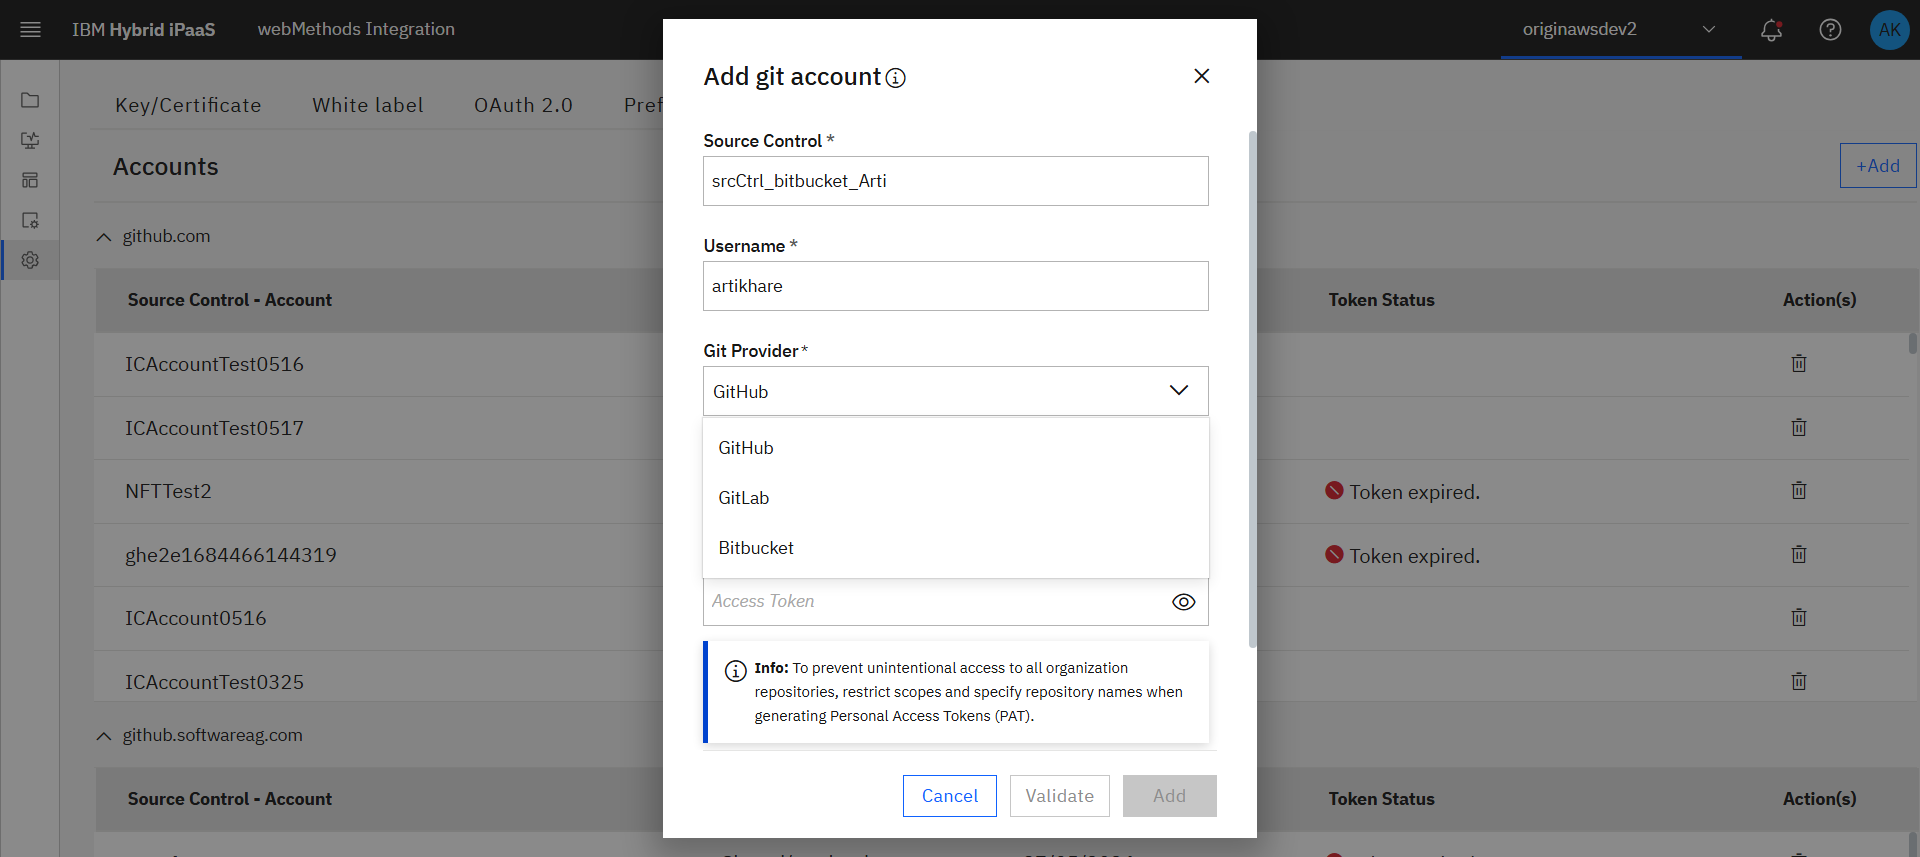 IBM Hybrid iPaaS
webMethods Integration
originawsdev2
AK
Key/Certificate
White label
OAuth 2.0
Pref
Accounts
+Add
github.com
Source Control - Account
Token Status
Action(s)
ICAccountTest0516
ICAccountTest0517
NFTTest2
Token expired.
ghe2e1684466144319
Token expired.
ICAccount0516
ICAccountTest0325
github.softwareag.com
Source Control - Account
Token Status
Action(s)
Add git account
Source Control *
srcCtrl_bitbucket_Arti
Username *
artikhare
Git Provider*
GitHub
GitHub
GitLab
Bitbucket
Access Token
Info: To prevent unintentional access to all organization
repositories, restrict scopes and specify repository names when
generating Personal Access Tokens (PAT).
Cancel
Validate
Add